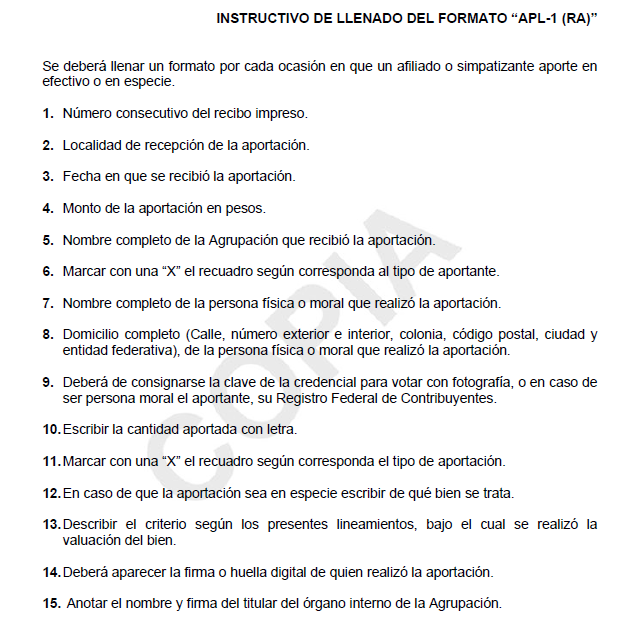 INSTRUCTIVO DE LLENADO DEL FORMATO “APL-1 (RA)”
Se deberá llenar un formato por cada ocasión en que un afiliado o simpatizante aporte en
efectivo o en especie.
1. Número consecutivo del recibo impreso.
2. Localidad de recepción de la aportación.
3. Fecha en que se recibió la aportación.
4. Monto de la aportación en pesos.
5. Nombre completo de la Agrupación que recibió la aportación.
6. Marcar con una “X” el recuadro según corresponda al tipo de aportante.
7. Nombre completo de la persona física o moral que realizó la aportación.
8. Domicilio completo (Calle, número exterior e interior, colonia, código postal, ciudad y
entidad federativa), de la persona física o moral que realizó la aportación.
9. Deberá de consignarse la clave de la credencial para votar con fotografía, o en caso de
ser persona moral el aportante, su Registro Federal de Contribuyentes.
10. Escribir la cantidad aportada con letra.
11. Marcar con una “X” el recuadro según corresponda el tipo de aportación.
12. En caso de que la aportación sea en especie escribir de qué bien se trata.
13. Describir el criterio según los presentes lineamientos, bajo el cual se realizó la
valuación del bien.
14. Deberá aparecer la firma o huella digital de quien realizó la aportación.
15. Anotar el nombre y firma del titular del órgano interno de la Agrupación.
COPIA